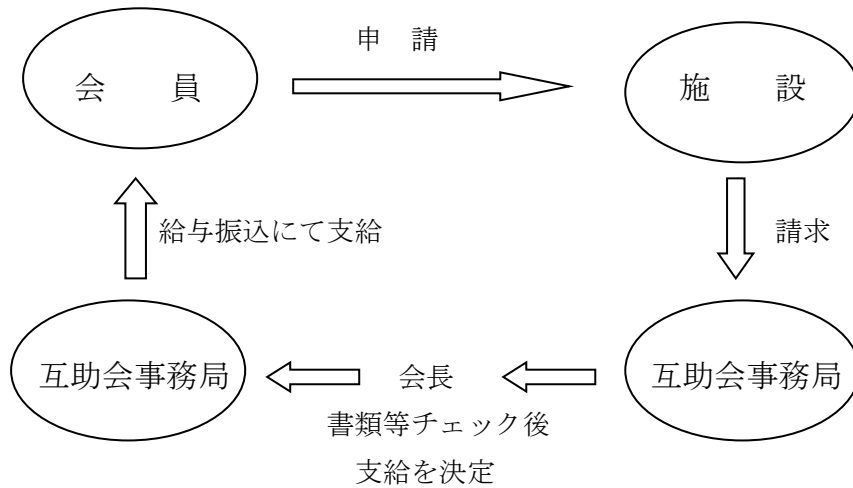 申　請
会　　員
施　　設
給与振込にて支給
請求
互助会事務局
会長
互助会事務局
書類等チェック後
支給を決定